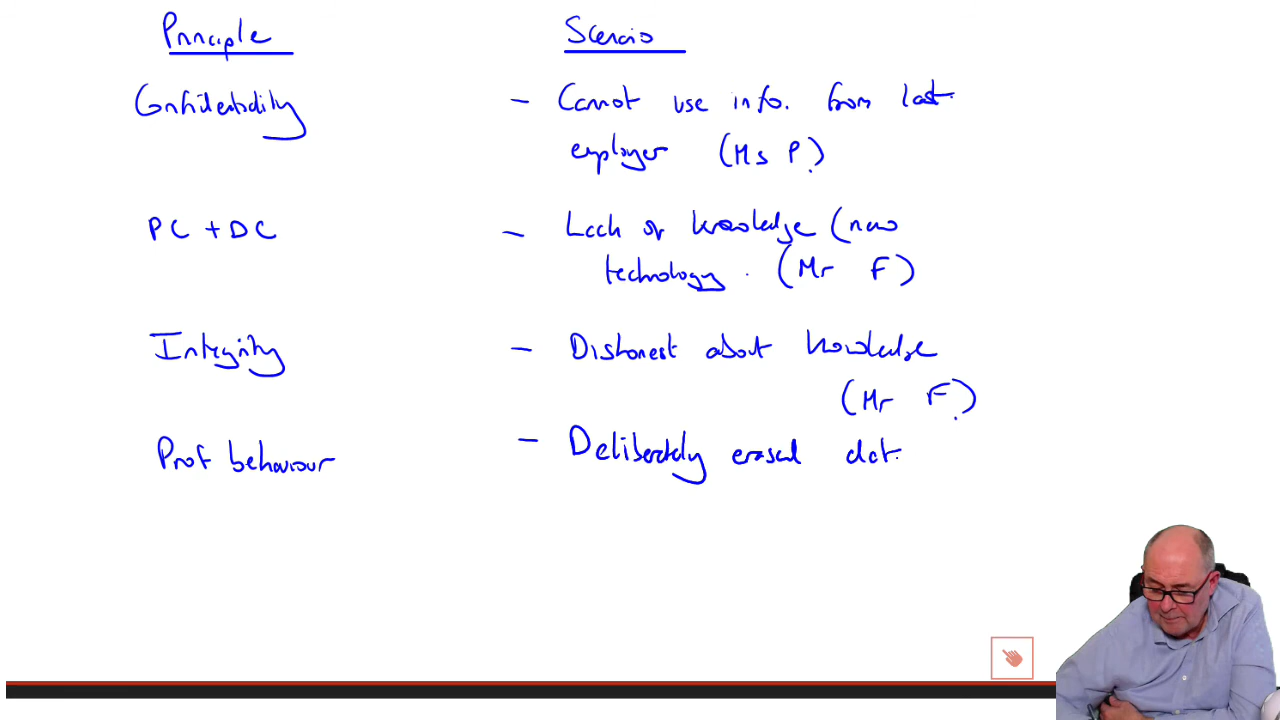 Principle Scenario
Confidentiality - Cannot use info. from last
employer (Ms P)
PC + DC - Lack of knowledge (new
technology. (Mr F)
Integrity - Dishonest about knowledge
(Mr F)
Prof behaviour - Deliberately erased dat